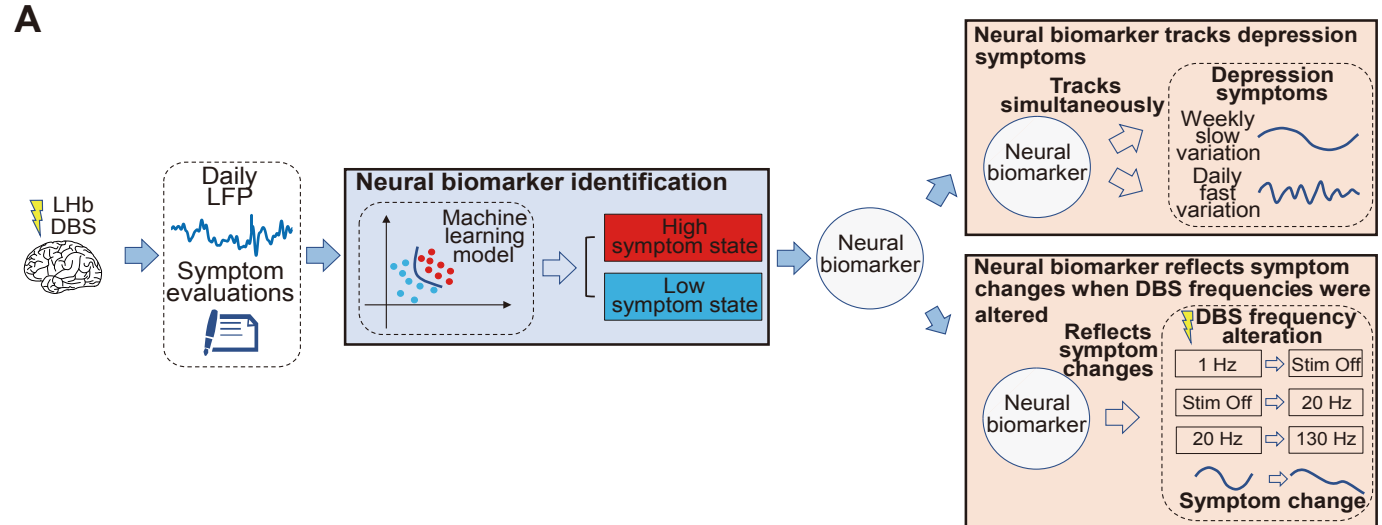 A
LHb
DBS
Daily
LFP
Symptom
evaluations
Neural biomarker identification
Machine
learning
model
High
symptom state
Low
symptom state
Neural
biomarker
Neural biomarker tracks depression
symptoms
Tracks
simultaneously
Neural
biomarker
Depression
symptoms
Weekly
slow
variation
Daily
fast
variation
Neural biomarker reflects symptom
changes when DBS frequencies were
altered
Reflects
symptom
changes
Neural
biomarker
DBS frequency
alteration
1 Hz
Stim Off
Stim Off
20 Hz
20 Hz
130 Hz
Symptom change